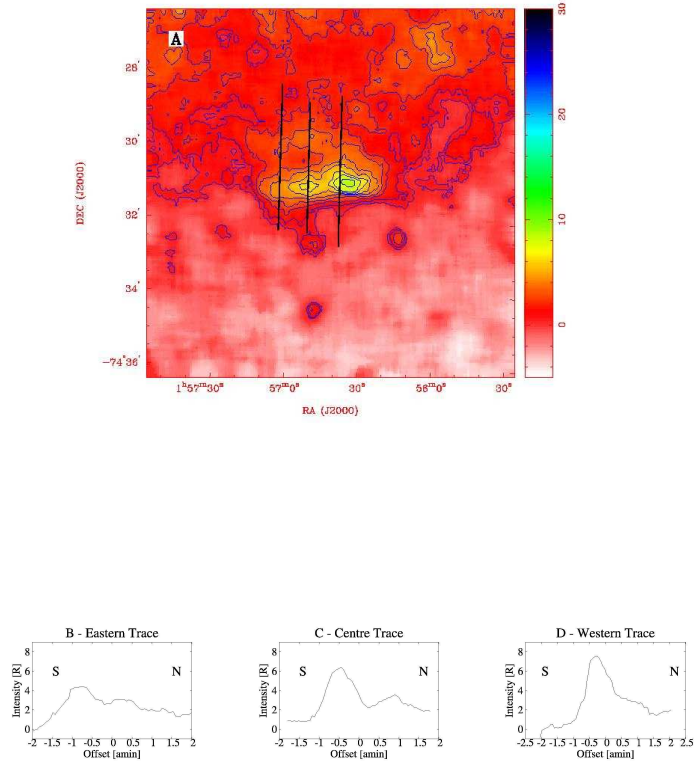 A
30
28'
20
30'
DEC (J2000)
32'
10
34'
0
−74°36'
1ʰ57ᵐ30ˢ 57ᵐ0ˢ 30ˢ 56ᵐ0ˢ 30ˢ
RA (J2000)
B - Eastern Trace
Intensity [R]
8
6
4
2
0
S N
-2 -1.5 -1 -0.5 0 0.5 1 1.5 2
Offset [amin]
C - Centre Trace
Intensity [R]
8
6
4
2
0
S N
-2 -1.5 -1 -0.5 0 0.5 1 1.5 2
Offset [amin]
D - Western Trace
Intensity [R]
8
6
4
2
0
S N
-2.5 -2 -1.5 -1 -0.5 0 0.5 1 1.5 2 2.5
Offset [amin]